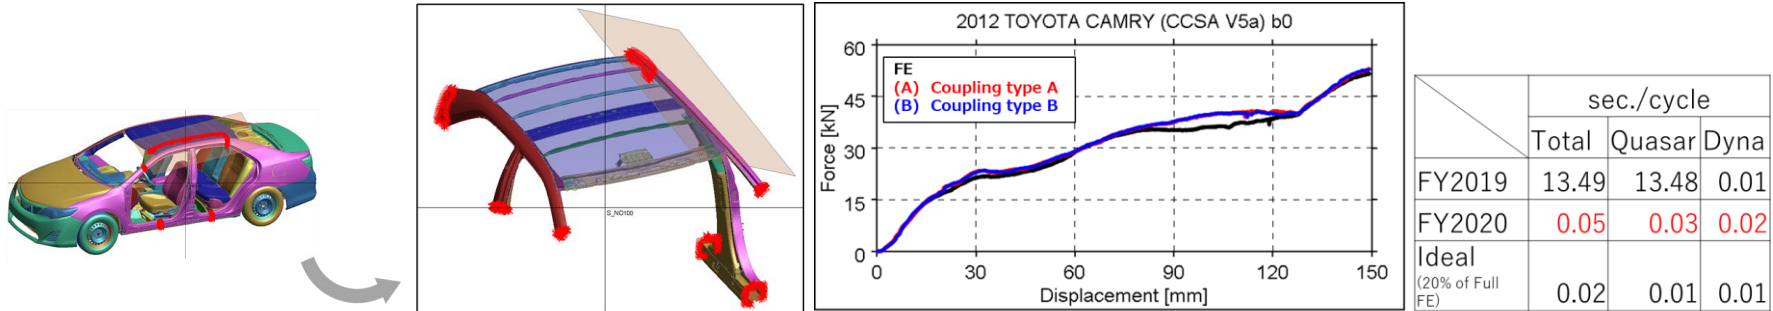 S_NO100
2012 TOYOTA CAMRY (CCSA V5a) b0
FE
(A) Coupling type A
(B) Coupling type B
60
45
30
15
0
Force [kN]
0 30 60 90 120 150
Displacement [mm]
sec./cycle
Total Quasar Dyna
FY2019 13.49 13.48 0.01
FY2020 0.05 0.03 0.02
Ideal
(20% of Full
FE) 0.02 0.01 0.01